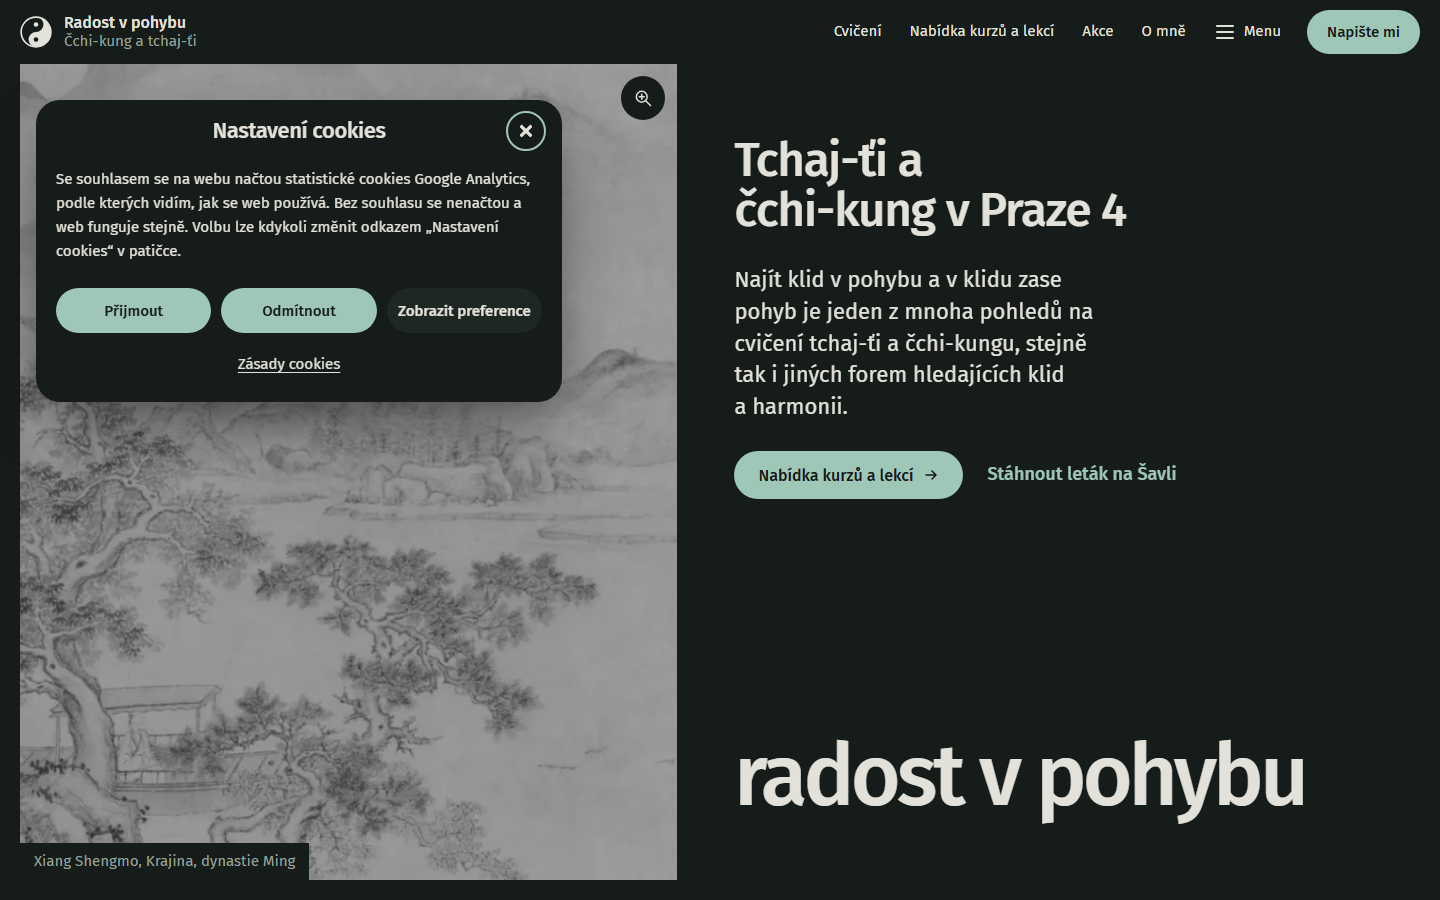 Radost v pohybu
Čchi-kung a tchaj-ťi
Cvičení
Nabídka kurzů a lekcí
Akce
O mně
Menu
Napište mi
Nastavení cookies
Se souhlasem se na webu načtou statistické cookies Google Analytics,
podle kterých vidím, jak se web používá. Bez souhlasu se nenačtou a
web funguje stejně. Volbu lze kdykoli změnit odkazem „Nastavení
cookies“ v patičce.
Přijmout
Odmítnout
Zobrazit preference
Zásady cookies
Tchaj-ťi a
čchi-kung v Praze 4
Najít klid v pohybu a v klidu zase
pohyb je jeden z mnoha pohledů na
cvičení tchaj-ťi a čchi-kungu, stejně
tak i jiných forem hledajících klid
a harmonii.
Nabídka kurzů a lekcí
Stáhnout leták na Šavli
radost v pohybu
Xiang Shengmo, Krajina, dynastie Ming